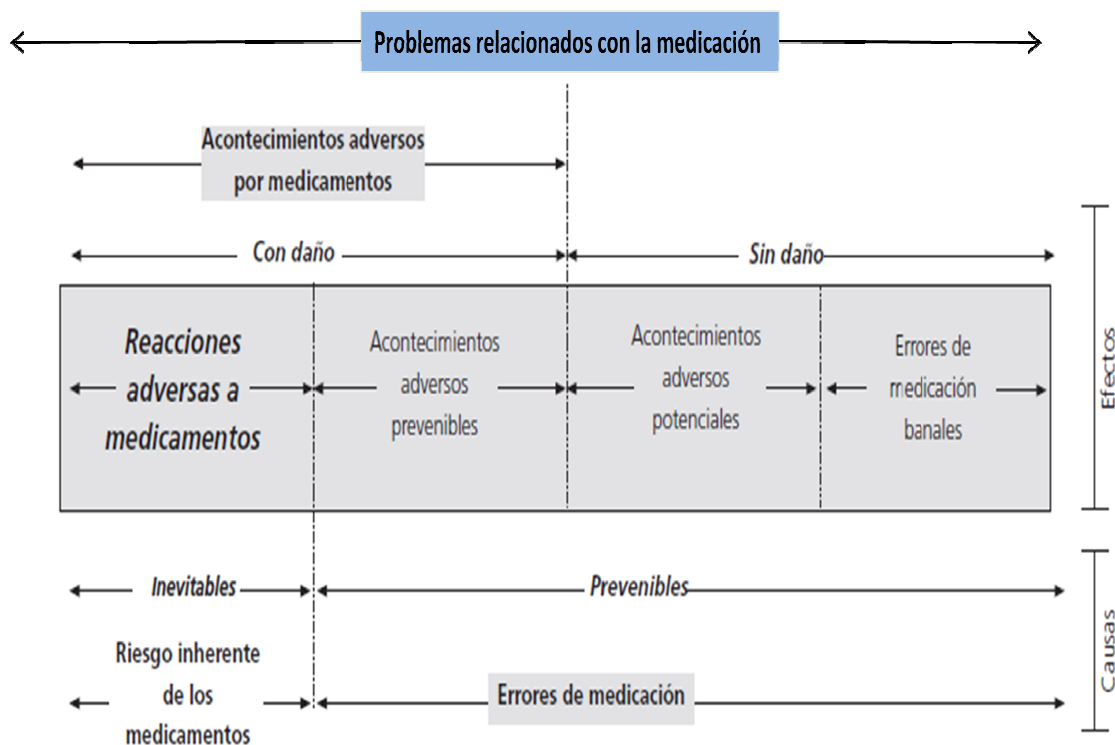 Problemas relacionados con la medicación
Acontecimientos adversos
por medicamentos
Con daño
Sin daño
Reacciones
adversas a
medicamentos
Acontecimientos
adversos
prevenibles
Acontecimientos
adversos
potenciales
Errores de
medicación
banales
Efectos
Inevitables
Prevenibles
Riesgo inherente
de los
medicamentos
Errores de medicación
Causas